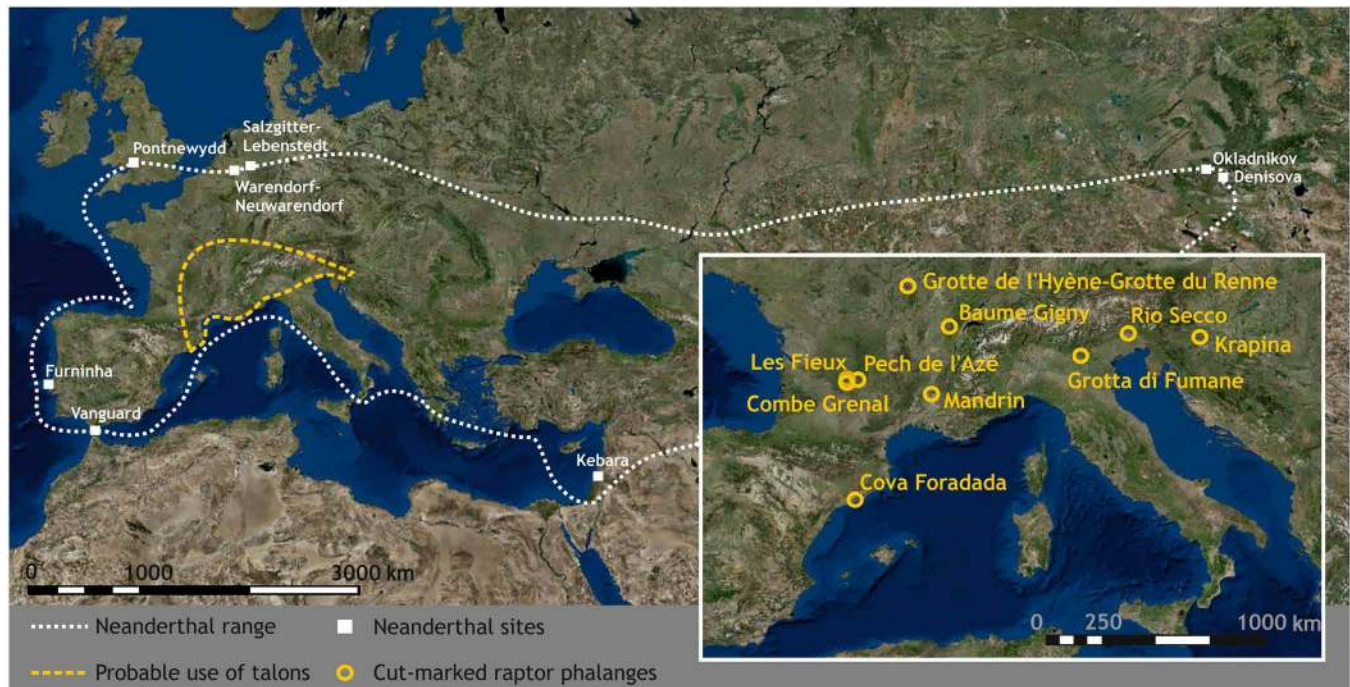 Salzgitter-
Lebenstedt
Pontnewydd
Warendorf-
Neuwarendorf
Okladnikov
Denisova
Furninha
Vanguard
Kebara
0 1000 3000 km
Grotte de l'Hyène-Grotte du Renne
Baume Gigny
Rio Secco
Krapina
Les Fieux
Pech de l'Azé
Grotta di Fumane
Combe Grenal
Mandrin
Cova Foradada
0 250 1000 km
Neanderthal range
Neanderthal sites
Probable use of talons
Cut-marked raptor phalanges